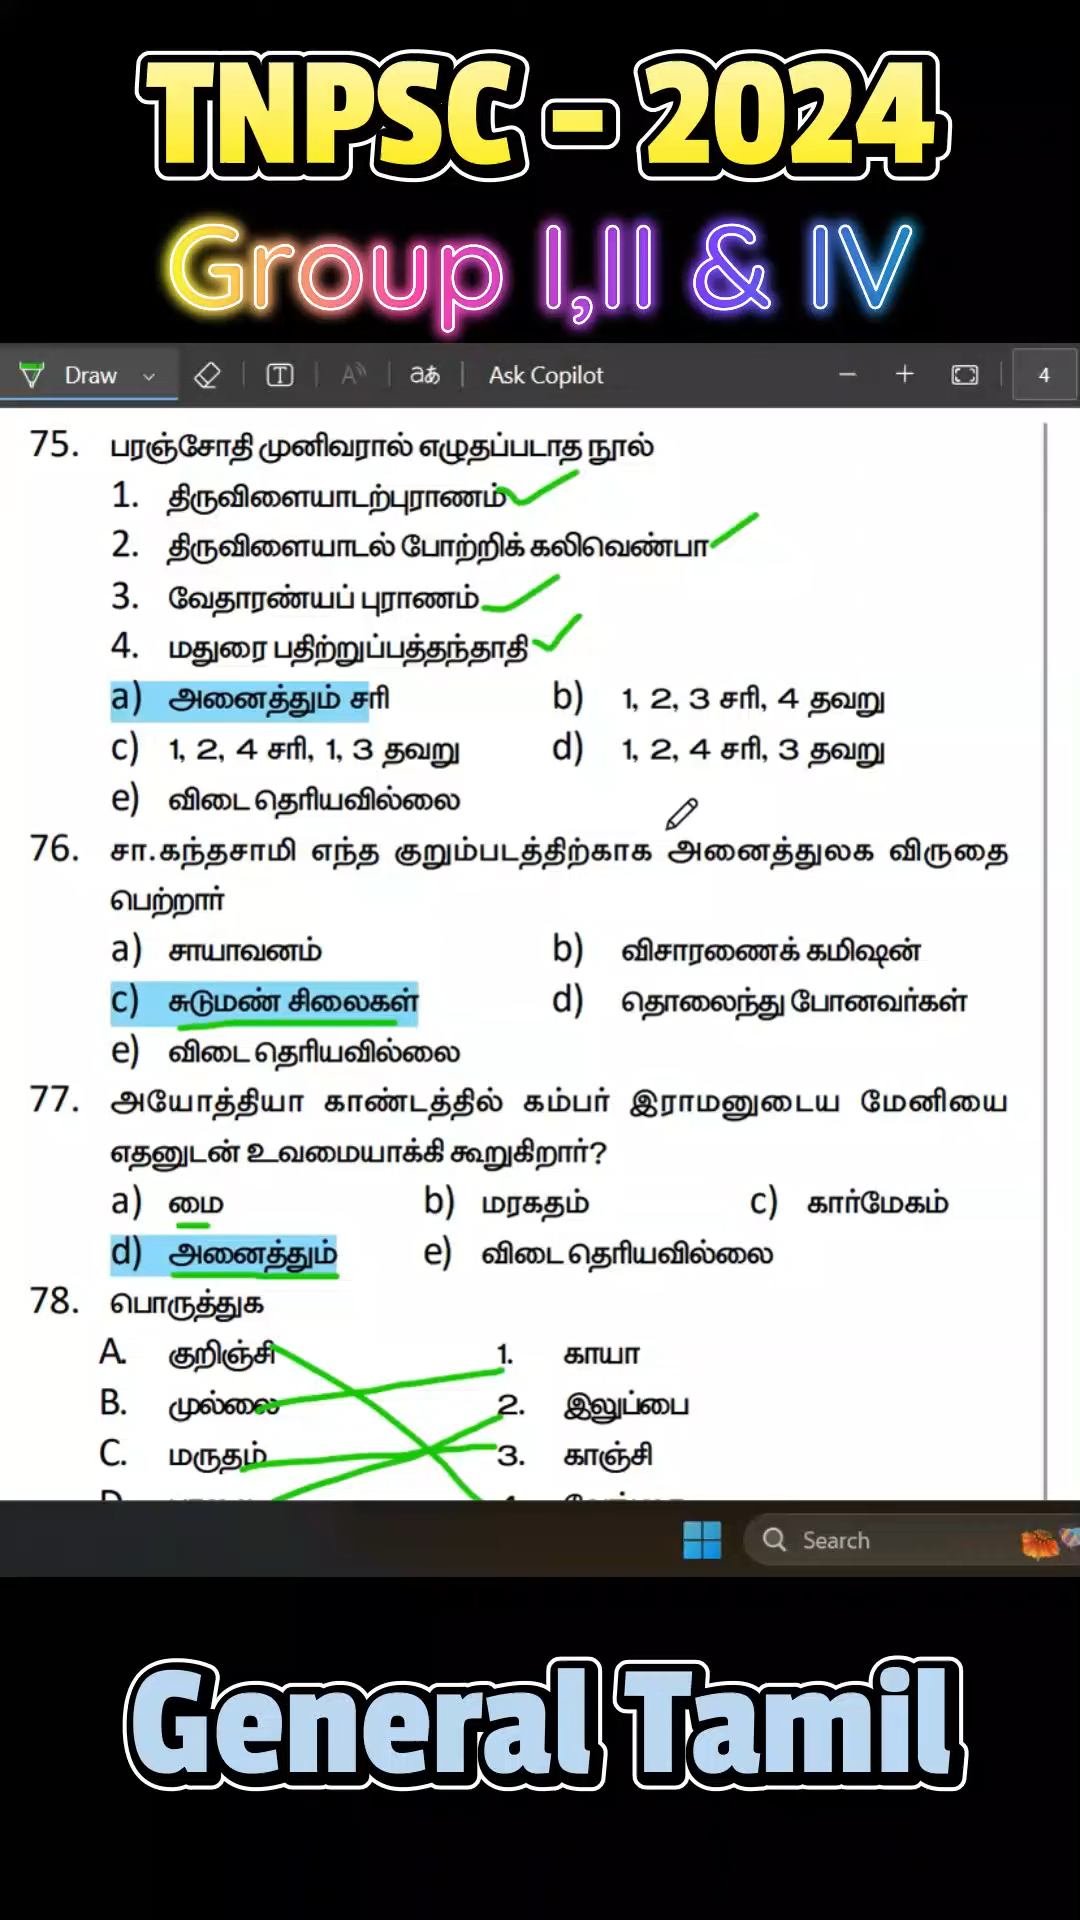 TNPSC - 2024
Group I,II & IV
Draw
T
A
aあ
Ask Copilot
4
75. பரஞ்சோதி முனிவரால் எழுதப்படாத நூல்
1. திருவிளையாடற்புராணம்
2. திருவிளையாடல் போற்றிக் கலிவெண்பா
3. வேதாரண்யப் புராணம்
4. மதுரை பதிற்றுப்பத்தந்தாதி
a) அனைத்தும் சரி b) 1, 2, 3 சரி, 4 தவறு
c) 1, 2, 4 சரி, 1, 3 தவறு d) 1, 2, 4 சரி, 3 தவறு
e) விடை தெரியவில்லை
76. சா.கந்தசாமி எந்த குறும்படத்திற்காக அனைத்துலக விருதை
பெற்றார்
a) சாயாவனம் b) விசாரணைக் கமிஷன்
c) சுடுமண் சிலைகள் d) தொலைந்து போனவர்கள்
e) விடை தெரியவில்லை
77. அயோத்தியா காண்டத்தில் கம்பர் இராமனுடைய மேனியை
எதனுடன் உவமையாக்கி கூறுகிறார்?
a) மை b) மரகதம் c) கார்மேகம்
d) அனைத்தும் e) விடை தெரியவில்லை
78. பொருத்துக
A. குறிஞ்சி 1. காயா
B. முல்லை 2. இலுப்பை
C. மருதம் 3. காஞ்சி
Search
General Tamil